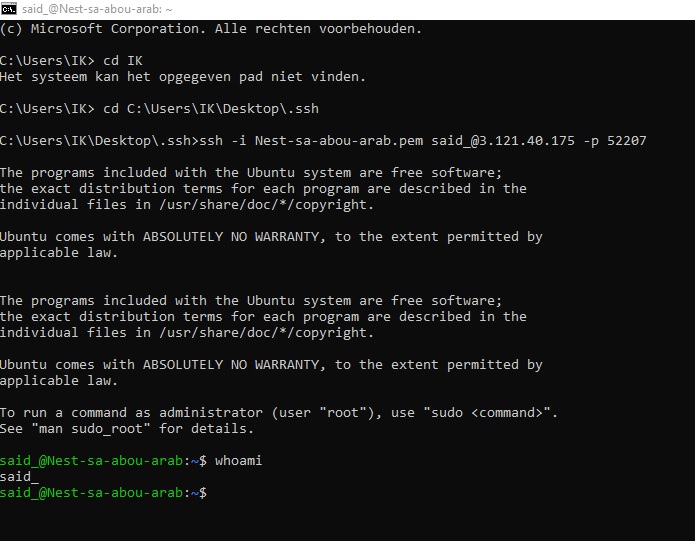 said_@Nest-sa-abou-arab: ~
(c) Microsoft Corporation. Alle rechten voorbehouden.
C:\Users\IK> cd IK
Het systeem kan het opgegeven pad niet vinden.
C:\Users\IK> cd C:\Users\IK\Desktop\.ssh
C:\Users\IK\Desktop\.ssh>ssh -i Nest-sa-abou-arab.pem said_@3.121.40.175 -p 52207
The programs included with the Ubuntu system are free software;
the exact distribution terms for each program are described in the
individual files in /usr/share/doc/*/copyright.
Ubuntu comes with ABSOLUTELY NO WARRANTY, to the extent permitted by
applicable law.
The programs included with the Ubuntu system are free software;
the exact distribution terms for each program are described in the
individual files in /usr/share/doc/*/copyright.
Ubuntu comes with ABSOLUTELY NO WARRANTY, to the extent permitted by
applicable law.
To run a command as administrator (user "root"), use "sudo <command>".
See "man sudo_root" for details.
said_@Nest-sa-abou-arab:~$ whoami
said_
said_@Nest-sa-abou-arab:~$